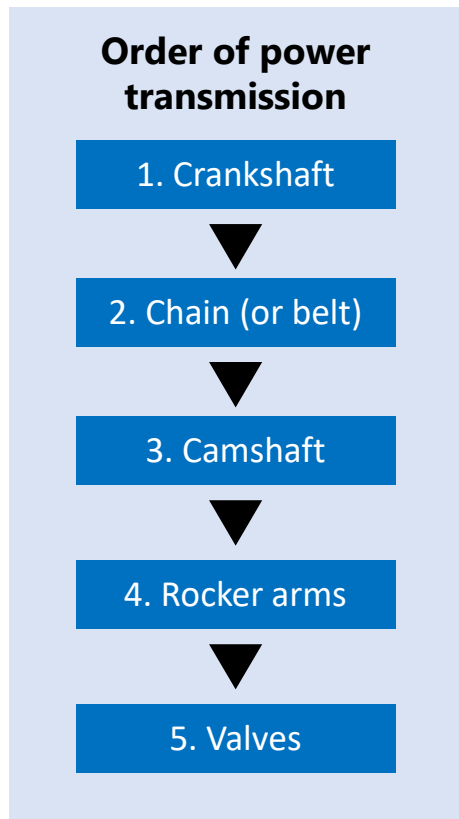 Order of power
transmission
1. Crankshaft
2. Chain (or belt)
3. Camshaft
4. Rocker arms
5. Valves